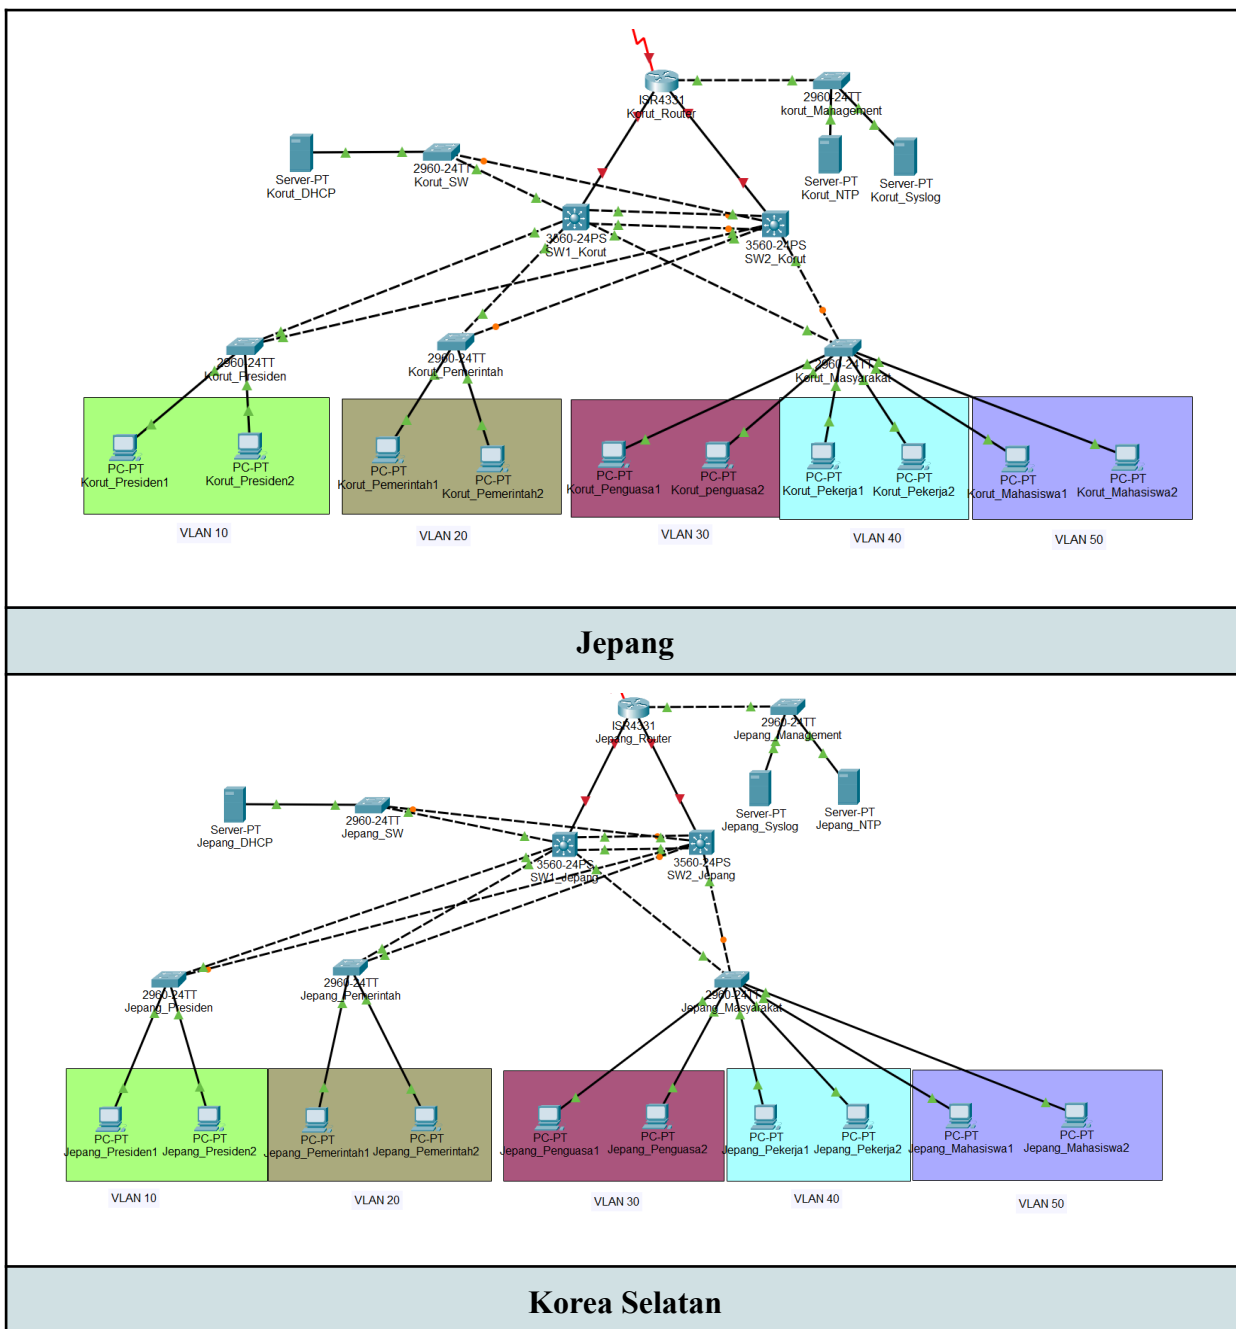 ISR4331
Korut_Router
2960-24TT
korut_Management
Server-PT
Korut_DHCP
2960-24TT
Korut_SW
Server-PT
Korut_NTP
Server-PT
Korut_Syslog
3560-24PS
SW1_Korut
3560-24PS
SW2_Korut
2960-24TT
Korut_Presiden
2960-24TT
Korut_Pemerintah
2960-24TT
Korut_Masyarakat
PC-PT
Korut_Presiden1
PC-PT
Korut_Presiden2
PC-PT
Korut_Pemerintah1
PC-PT
Korut_Pemerintah2
PC-PT
Korut_Penguasa1
PC-PT
Korut_penguasa2
PC-PT
Korut_Pekerja1
PC-PT
Korut_Pekerja2
PC-PT
Korut_Mahasiswa1
PC-PT
Korut_Mahasiswa2
VLAN 10
VLAN 20
VLAN 30
VLAN 40
VLAN 50
Jepang
ISR4331
Jepang_Router
2960-24TT
Jepang_Management
Server-PT
Jepang_DHCP
2960-24TT
Jepang_SW
Server-PT
Jepang_Syslog
Server-PT
Jepang_NTP
3560-24PS
SW1_Jepang
3560-24PS
SW2_Jepang
2960-24TT
Jepang_Presiden
2960-24TT
Jepang_Pemerintah
2960-24TT
Jepang_Masyarakat
PC-PT
Jepang_Presiden1
PC-PT
Jepang_Presiden2
PC-PT
Jepang_Pemerintah1
PC-PT
Jepang_Pemerintah2
PC-PT
Jepang_Penguasa1
PC-PT
Jepang_Penguasa2
PC-PT
Jepang_Pekerja1
PC-PT
Jepang_Pekerja2
PC-PT
Jepang_Mahasiswa1
PC-PT
Jepang_Mahasiswa2
VLAN 10
VLAN 20
VLAN 30
VLAN 40
VLAN 50
Korea Selatan